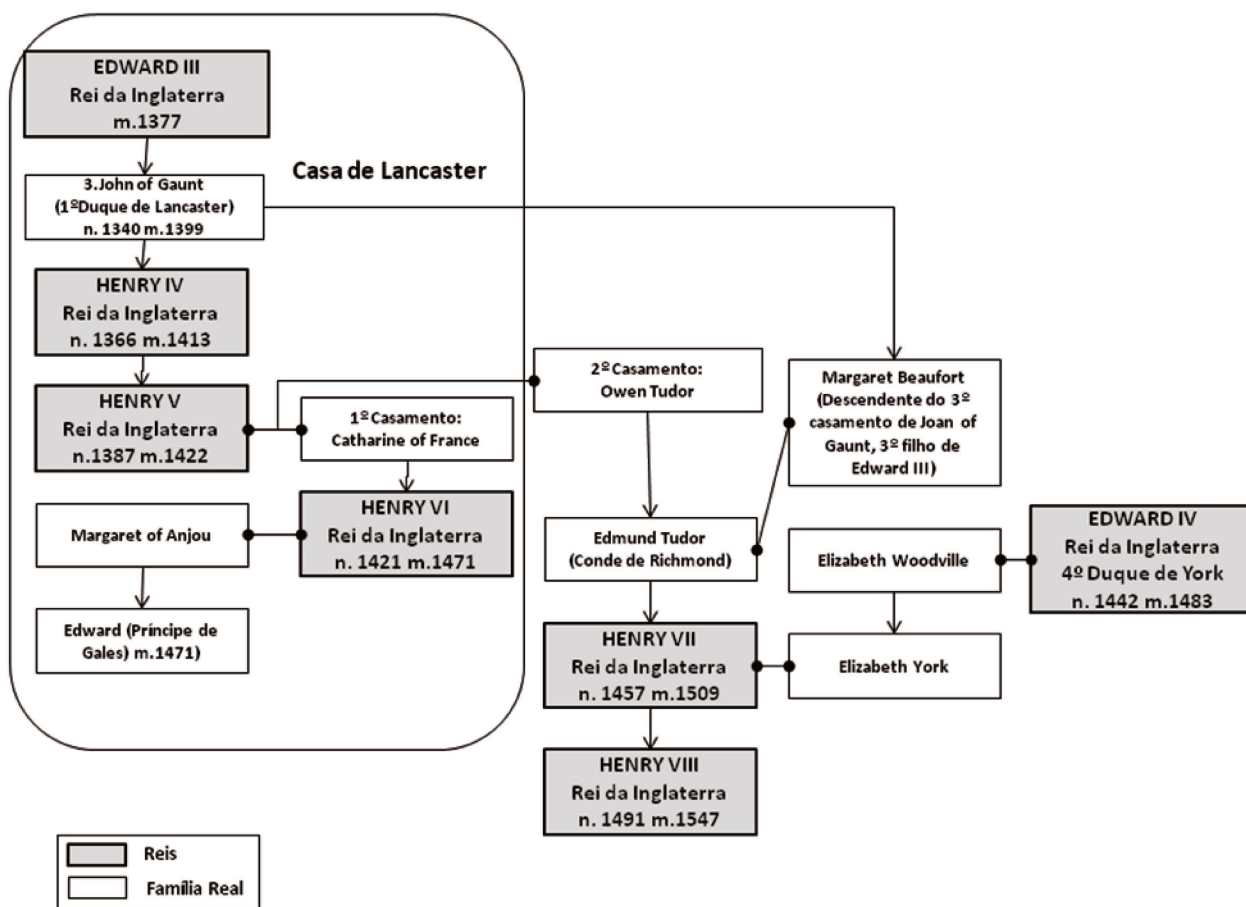 EDWARD III
Rei da Inglaterra
m.1377
Casa de Lancaster
3.John of Gaunt
(1ºDuque de Lancaster)
n. 1340 m.1399
HENRY IV
Rei da Inglaterra
n. 1366 m.1413
HENRY V
Rei da Inglaterra
n.1387 m.1422
1º Casamento:
Catharine of France
2º Casamento:
Owen Tudor
Margaret Beaufort
(Descendente do 3º
casamento de Joan of
Gaunt, 3º filho de
Edward III)
Margaret of Anjou
HENRY VI
Rei da Inglaterra
n. 1421 m.1471
Edmund Tudor
(Conde de Richmond)
Elizabeth Woodville
EDWARD IV
Rei da Inglaterra
4º Duque de York
n. 1442 m.1483
Edward (Príncipe de
Gales) m.1471)
HENRY VII
Rei da Inglaterra
n. 1457 m.1509
Elizabeth York
HENRY VIII
Rei da Inglaterra
n. 1491 m.1547
Reis
Família Real